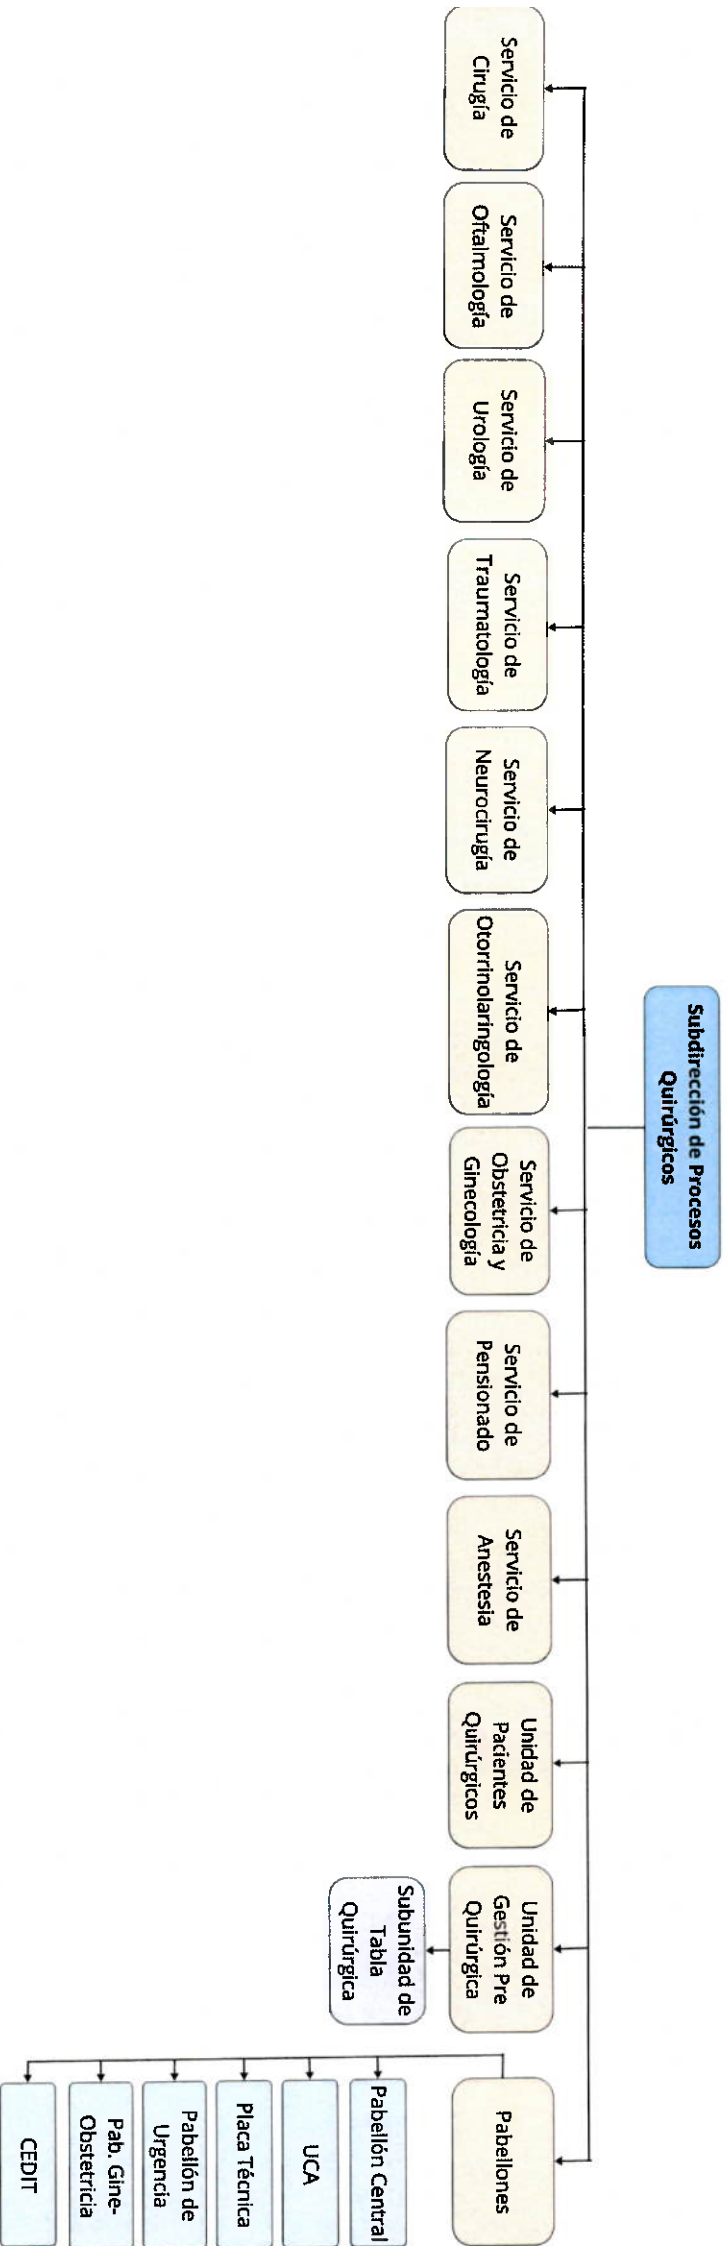 Subdirección de Procesos
Quirúrgicos
Servicio de
Cirugía
Servicio de
Oftalmología
Servicio de
Urología
Servicio de
Traumatología
Servicio de
Neurocirugía
Servicio de
Otorrinolaringología
Servicio de
Obstetricia y
Ginecología
Servicio de
Pensionado
Servicio de
Anestesia
Unidad de
Pacientes
Quirúrgicos
Unidad de
Gestión Pre
Quirúrgica
Subunidad de
Tabla
Quirúrgica
Pabellones
Pabellón Central
UCA
Placa Técnica
Pabellón de
Urgencia
Pab. Gine-
Obstetricia
CEDIT